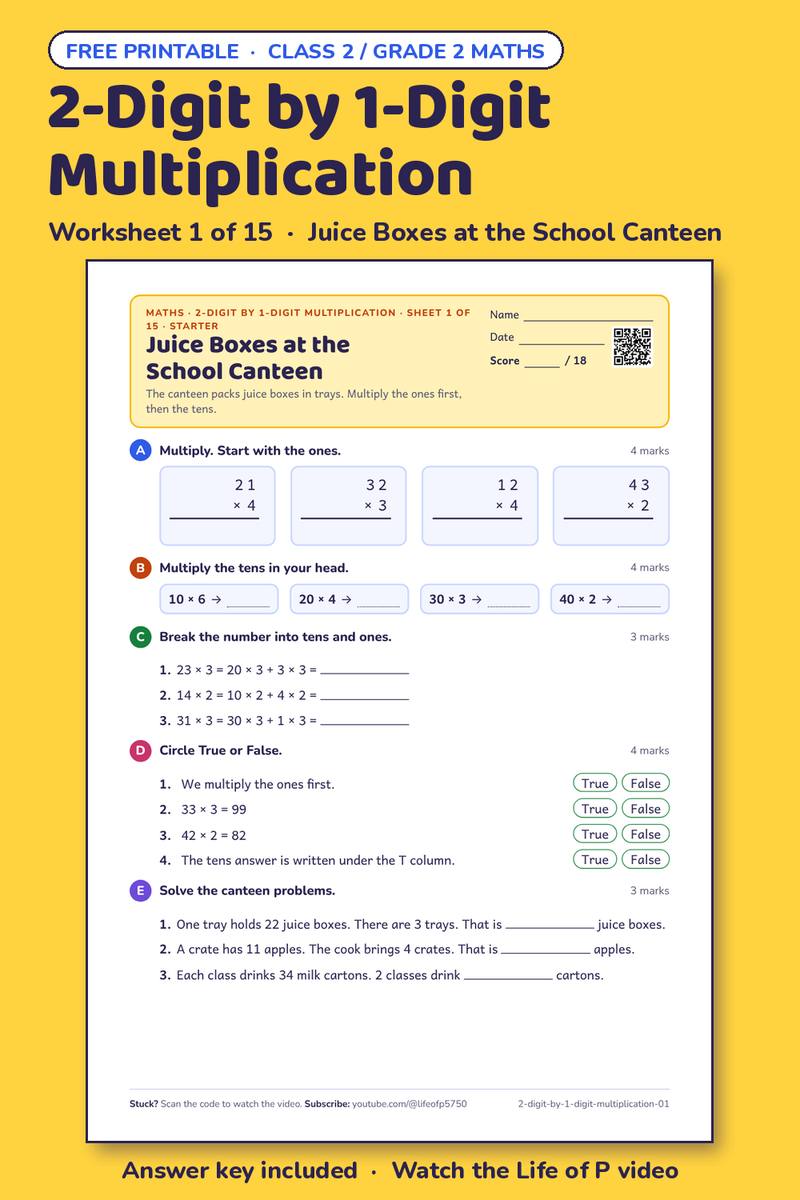 FREE PRINTABLE · CLASS 2 / GRADE 2 MATHS
2-Digit by 1-Digit
Multiplication
Worksheet 1 of 15 · Juice Boxes at the School Canteen
MATHS · 2-DIGIT BY 1-DIGIT MULTIPLICATION · SHEET 1 OF
15 · STARTER
Juice Boxes at the
School Canteen
The canteen packs juice boxes in trays. Multiply the ones first,
then the tens.
Name
Date
Score / 18
A Multiply. Start with the ones. 4 marks
2 1 3 2 1 2 4 3
× 4 × 3 × 4 × 2
B Multiply the tens in your head. 4 marks
10 × 6 → 20 × 4 → 30 × 3 → 40 × 2 →
C Break the number into tens and ones. 3 marks
1. 23 × 3 = 20 × 3 + 3 × 3 =
2. 14 × 2 = 10 × 2 + 4 × 2 =
3. 31 × 3 = 30 × 3 + 1 × 3 =
D Circle True or False. 4 marks
1. We multiply the ones first. True False
2. 33 × 3 = 99 True False
3. 42 × 2 = 82 True False
4. The tens answer is written under the T column. True False
E Solve the canteen problems. 3 marks
1. One tray holds 22 juice boxes. There are 3 trays. That is juice boxes.
2. A crate has 11 apples. The cook brings 4 crates. That is apples.
3. Each class drinks 34 milk cartons. 2 classes drink cartons.
Stuck? Scan the code to watch the video. Subscribe: youtube.com/@lifeofp5750 2-digit-by-1-digit-multiplication-01
Answer key included · Watch the Life of P video